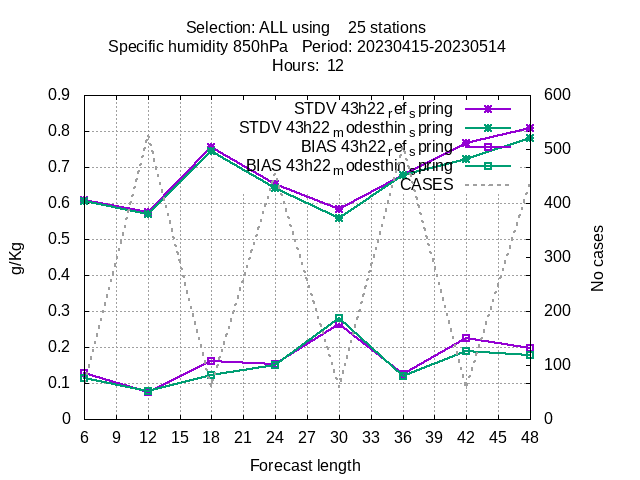 Selection: ALL using    25 stations
Specific humidity 850hPa   Period: 20230415-20230514
Hours:  12
0.9
0.8
0.7
0.6
0.5
0.4
0.3
0.2
0.1
0
600
500
400
300
200
100
0
STDV 43h22_ref_spring
STDV 43h22_modesthin_spring
BIAS 43h22_ref_spring
BIAS 43h22_modesthin_spring
CASES
g/Kg
No cases
6 9 12 15 18 21 24 27 30 33 36 39 42 45 48
Forecast length